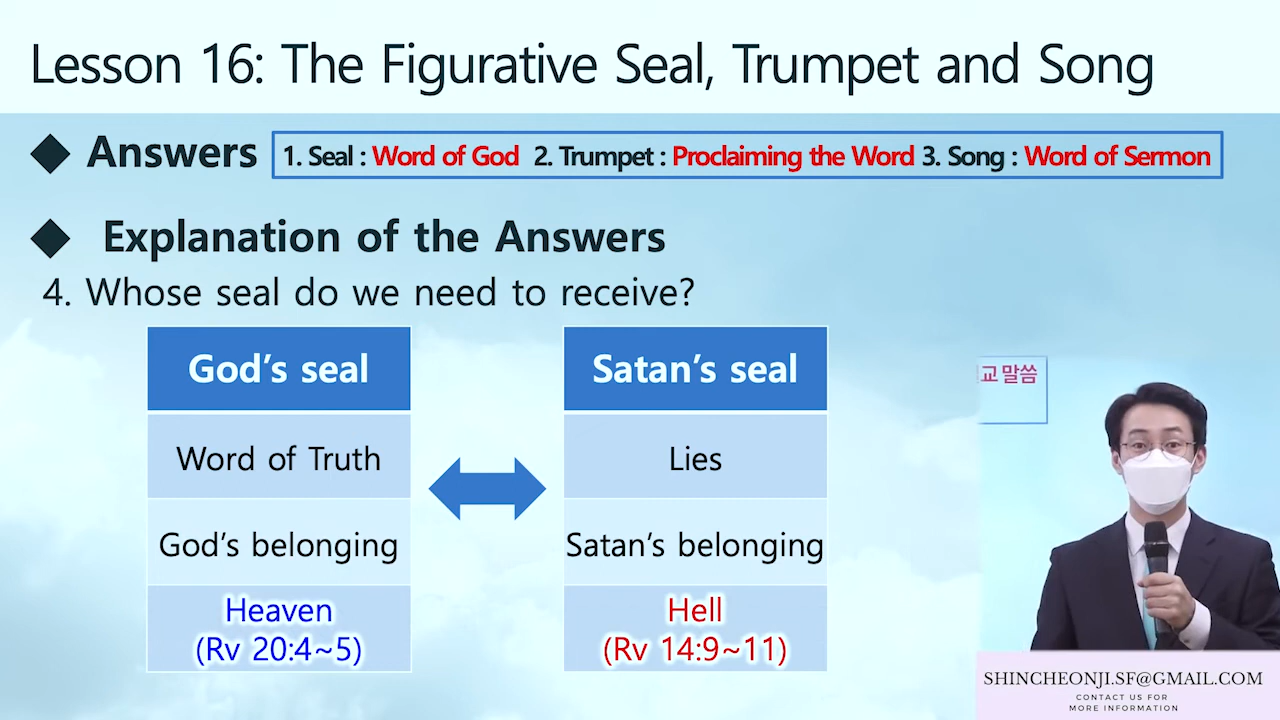 Lesson 16: The Figurative Seal, Trumpet and Song
◆ Answers
1. Seal : Word of God 2. Trumpet : Proclaiming the Word 3. Song : Word of Sermon
◆ Explanation of the Answers
4. Whose seal do we need to receive?
God's seal
Satan's seal
Word of Truth
Lies
God's belonging
Satan's belonging
Heaven
(Rv 20:4~5)
Hell
(Rv 14:9~11)
교 말씀
SHINCHEONJI.SF@GMAIL.COM
CONTACT US FOR
MORE INFORMATION